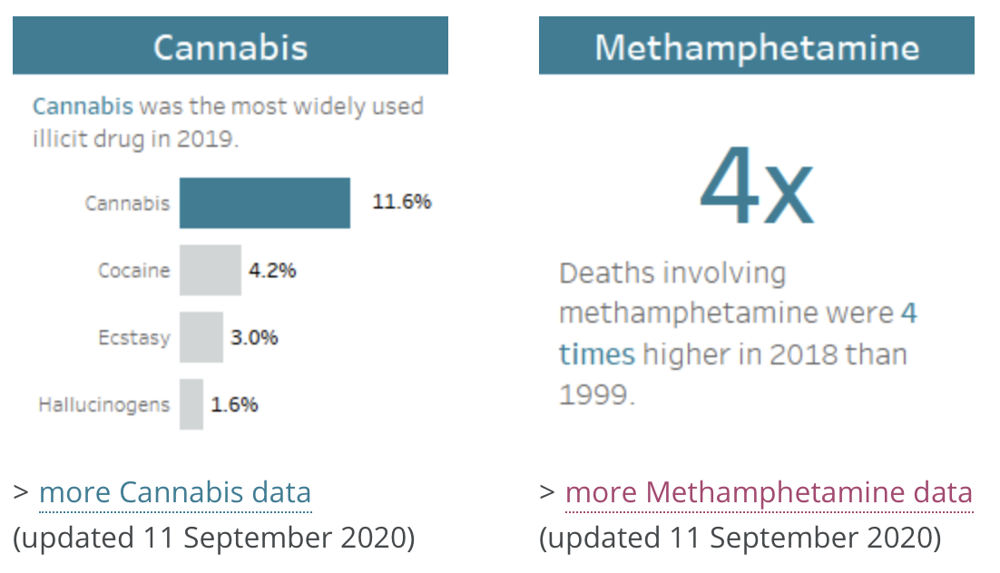 Cannabis
Cannabis was the most widely used
illicit drug in 2019.
Cannabis 11.6%
Cocaine 4.2%
Ecstasy 3.0%
Hallucinogens 1.6%
> more Cannabis data
(updated 11 September 2020)
Methamphetamine
4x
Deaths involving
methamphetamine were 4
times higher in 2018 than
1999.
> more Methamphetamine data
(updated 11 September 2020)